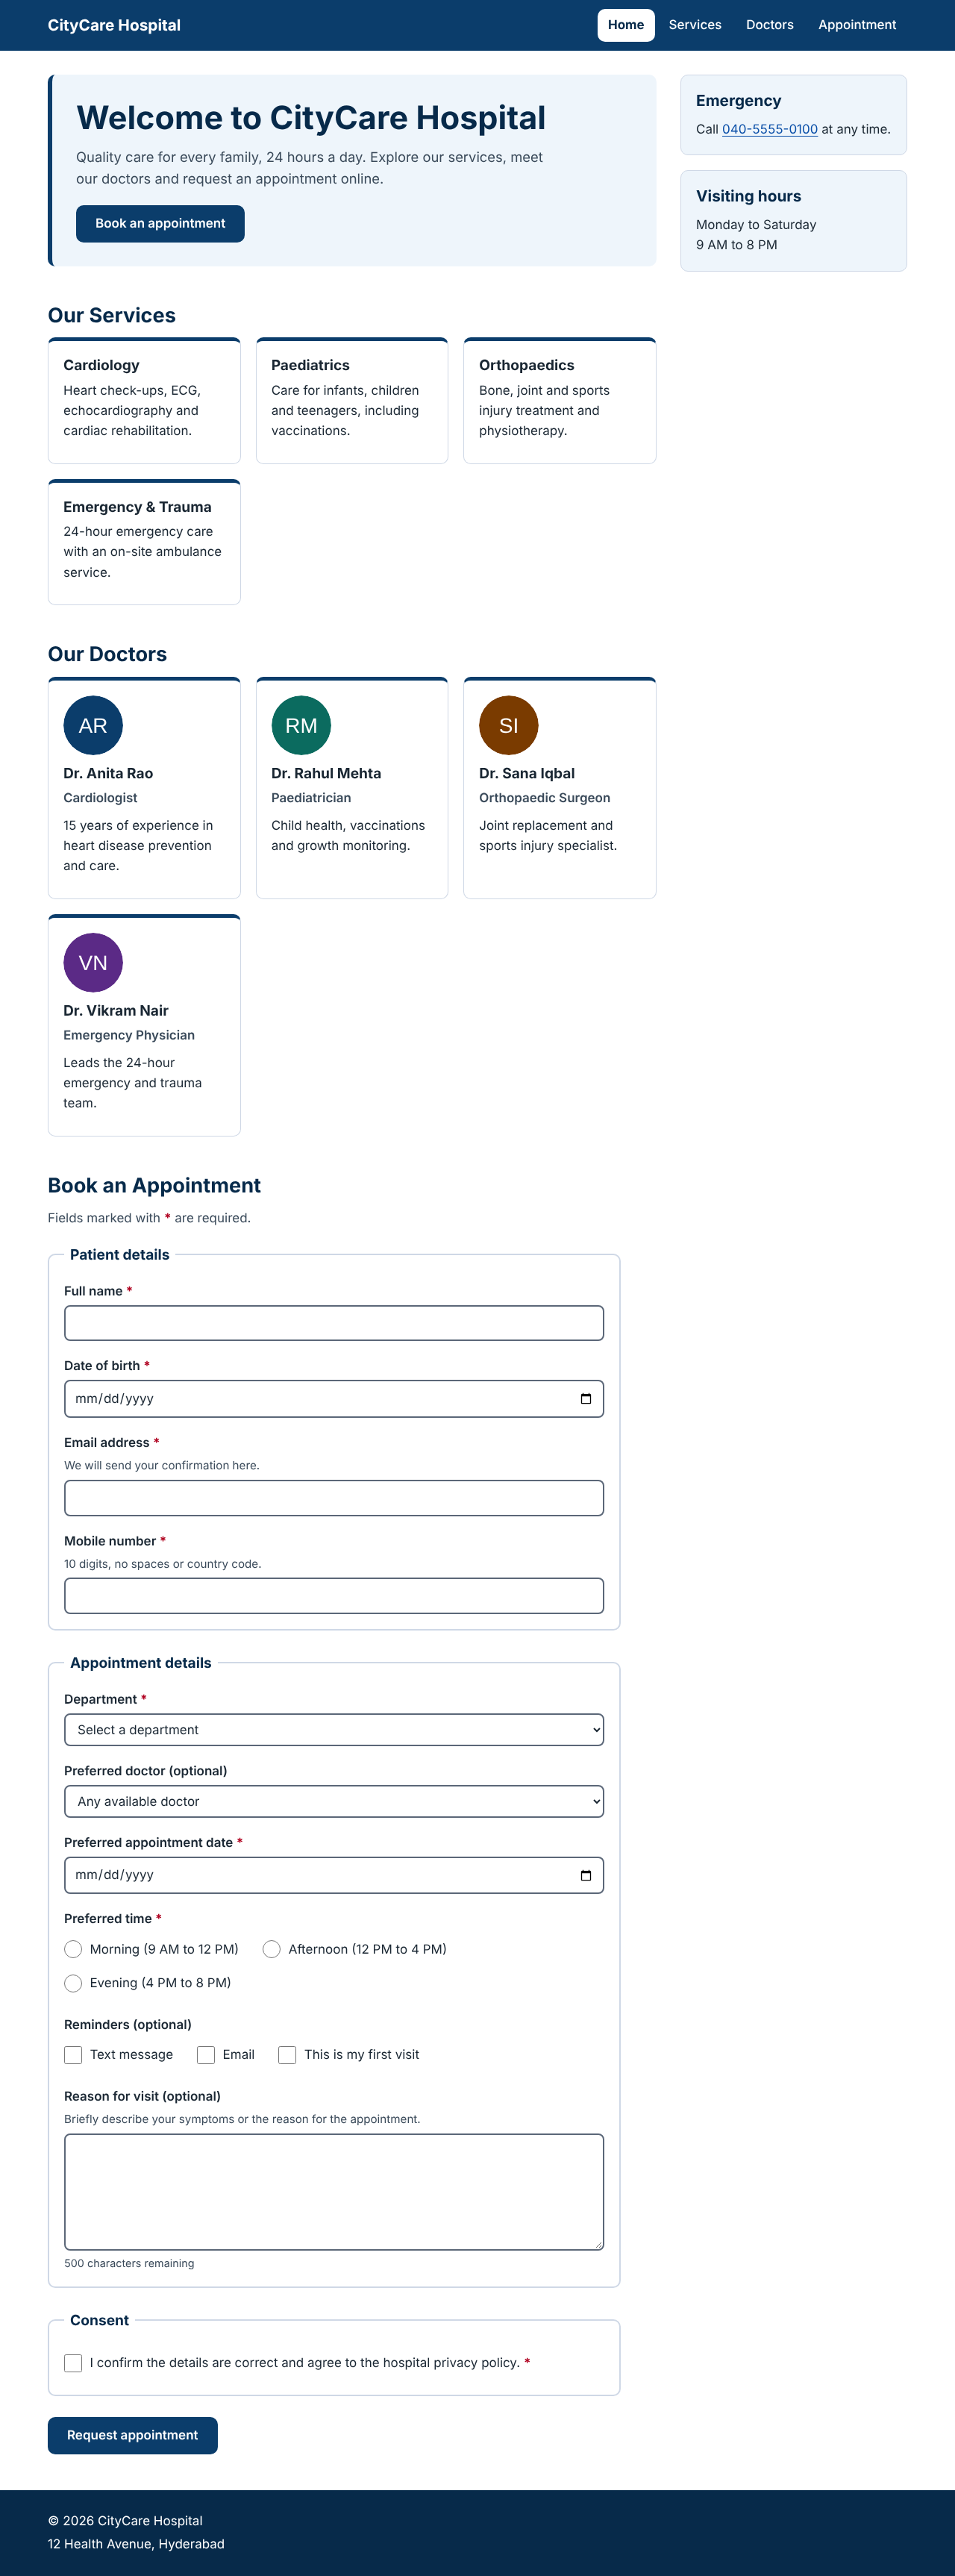 CityCare Hospital
Home
Services
Doctors
Appointment
Welcome to CityCare Hospital
Quality care for every family, 24 hours a day. Explore our services, meet
our doctors and request an appointment online.
Book an appointment
Emergency
Call 040-5555-0100 at any time.
Visiting hours
Monday to Saturday
9 AM to 8 PM
Our Services
Cardiology
Heart check-ups, ECG,
echocardiography and
cardiac rehabilitation.
Paediatrics
Care for infants, children
and teenagers, including
vaccinations.
Orthopaedics
Bone, joint and sports
injury treatment and
physiotherapy.
Emergency & Trauma
24-hour emergency care
with an on-site ambulance
service.
Our Doctors
AR
Dr. Anita Rao
Cardiologist
15 years of experience in
heart disease prevention
and care.
RM
Dr. Rahul Mehta
Paediatrician
Child health, vaccinations
and growth monitoring.
SI
Dr. Sana Iqbal
Orthopaedic Surgeon
Joint replacement and
sports injury specialist.
VN
Dr. Vikram Nair
Emergency Physician
Leads the 24-hour
emergency and trauma
team.
Book an Appointment
Fields marked with * are required.
Patient details
Full name *
Date of birth *
mm/dd/yyyy
Email address *
We will send your confirmation here.
Mobile number *
10 digits, no spaces or country code.
Appointment details
Department *
Select a department
Preferred doctor (optional)
Any available doctor
Preferred appointment date *
mm/dd/yyyy
Preferred time *
Morning (9 AM to 12 PM)
Afternoon (12 PM to 4 PM)
Evening (4 PM to 8 PM)
Reminders (optional)
Text message
Email
This is my first visit
Reason for visit (optional)
Briefly describe your symptoms or the reason for the appointment.
500 characters remaining
Consent
I confirm the details are correct and agree to the hospital privacy policy. *
Request appointment
© 2026 CityCare Hospital
12 Health Avenue, Hyderabad